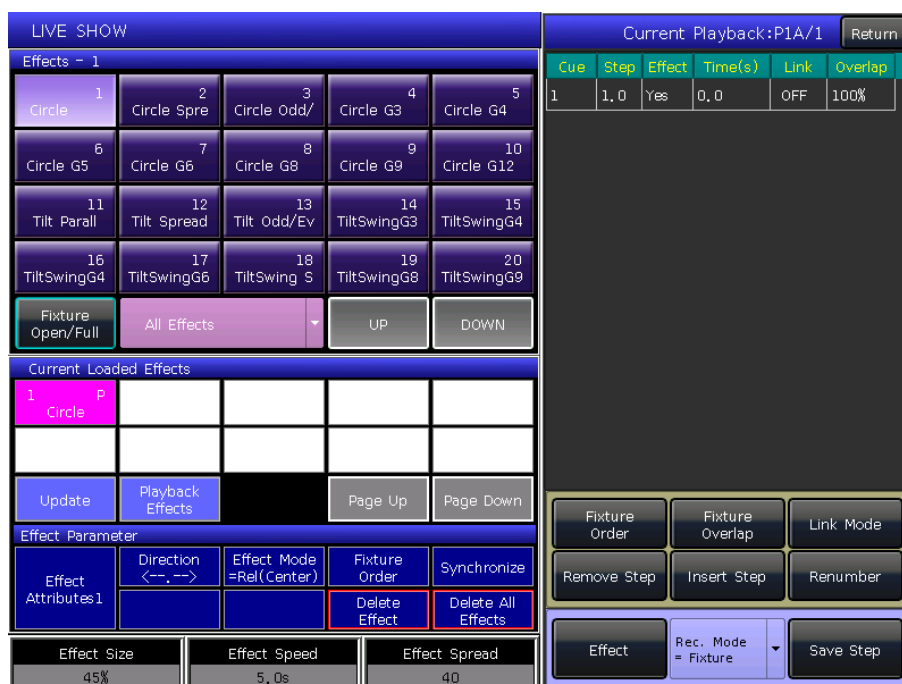 LIVE SHOW
Effects - 1
1
Circle
2
Circle Spre
3
Circle Odd/
4
Circle G3
5
Circle G4
6
Circle G5
7
Circle G6
8
Circle G8
9
Circle G9
10
Circle G12
11
Tilt Parall
12
Tilt Spread
13
Tilt Odd/Ev
14
TiltSwingG3
15
TiltSwingG4
16
TiltSwingG4
17
TiltSwingG6
18
TiltSwing S
19
TiltSwingG8
20
TiltSwingG9
Fixture
Open/Full
All Effects
UP
DOWN
Current Loaded Effects
1 P
Circle
Update
Playback
Effects
Page Up
Page Down
Effect Parameter
Effect
Attributes1
Direction
<--.-->
Effect Mode
=Rel(Center)
Fixture
Order
Synchronize
Delete
Effect
Delete All
Effects
Effect Size
45%
Effect Speed
5.0s
Effect Spread
40
Current Playback:P1A/1
Return
Cue Step Effect Time(s) Link Overlap
1 1.0 Yes 0.0 OFF 100%
Fixture
Order
Fixture
Overlap
Link Mode
Remove Step
Insert Step
Renumber
Effect
Rec. Mode
= Fixture
Save Step